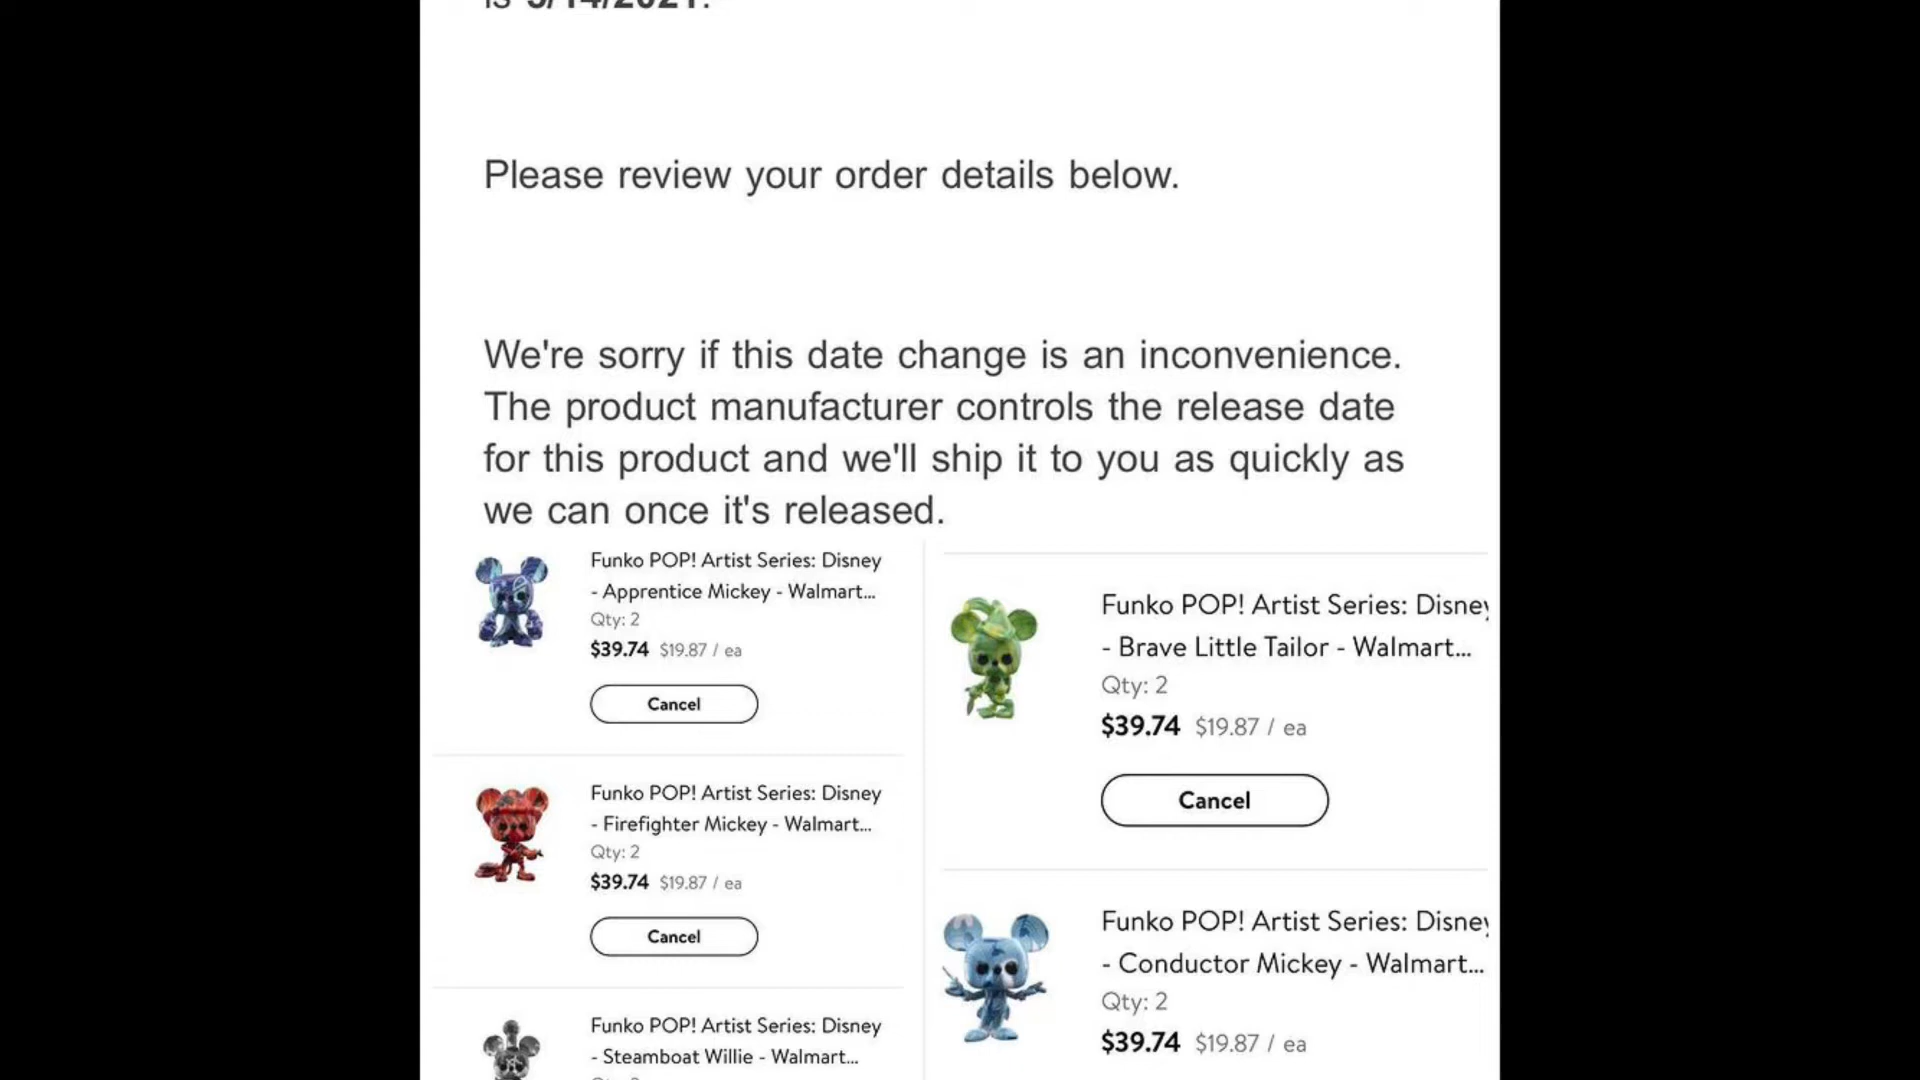 Please review your order details below.
We're sorry if this date change is an inconvenience.
The product manufacturer controls the release date
for this product and we'll ship it to you as quickly as
we can once it's released.
Funko POP! Artist Series: Disney
- Apprentice Mickey - Walmart...
Qty: 2
$39.74 $19.87 / ea
Cancel
Funko POP! Artist Series: Disney
- Firefighter Mickey - Walmart...
Qty: 2
$39.74 $19.87 / ea
Cancel
Funko POP! Artist Series: Disney
- Steamboat Willie - Walmart...
Funko POP! Artist Series: Disney
- Brave Little Tailor - Walmart...
Qty: 2
$39.74 $19.87 / ea
Cancel
Funko POP! Artist Series: Disney
- Conductor Mickey - Walmart...
Qty: 2
$39.74 $19.87 / ea